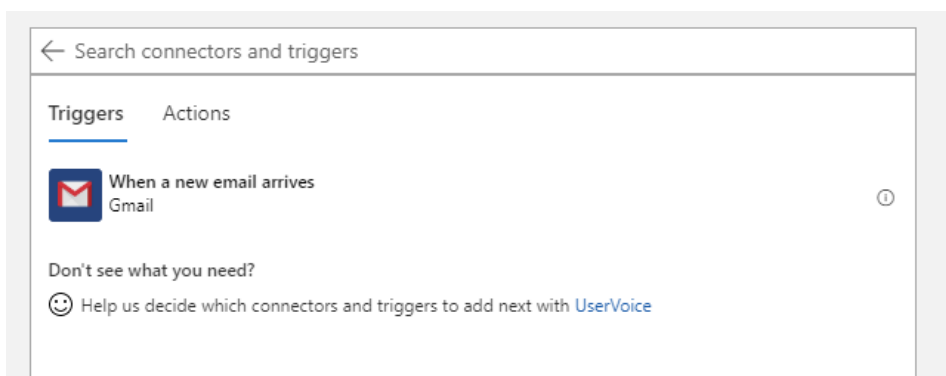 Search connectors and triggers
Triggers Actions
When a new email arrives
Gmail
Don't see what you need?
Help us decide which connectors and triggers to add next with UserVoice